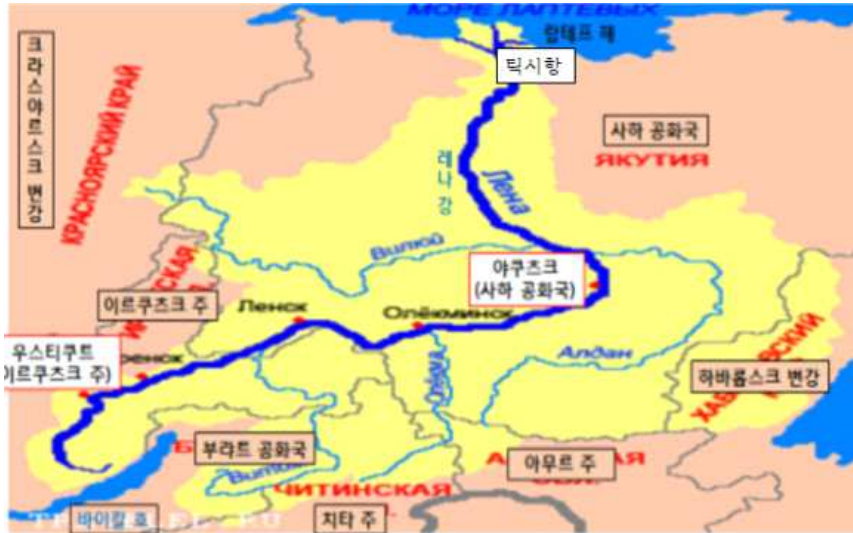 МОРЕ ЛАПТЕВЫХ
랍테프 해
틱시항
크라스야르스크 변강
КРАСНОЯРСКИЙ КРАЙ
사하 공화국
ЯКУТИЯ
레나 강
Лена
Вилюй
야쿠츠크
(사하 공화국)
이르쿠츠크 주
Ленск
Олёкминск
우스티쿠트
이르쿠츠크 주)
Алдан
하바롭스크 변강
부랴트 공화국
아무르 주
ЧИТИНСКАЯ
바이칼 호
치타 주